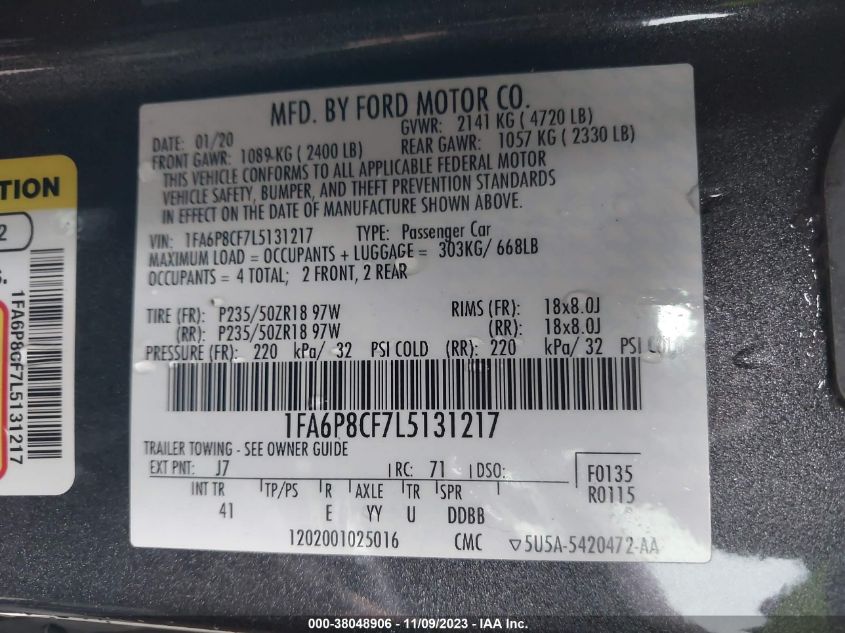 MFD. BY FORD MOTOR CO.
DATE: 01/20
GVWR: 2141 KG ( 4720 LB)
FRONT GAWR: 1089 KG ( 2400 LB)
REAR GAWR: 1057 KG ( 2330 LB)
THIS VEHICLE CONFORMS TO ALL APPLICABLE FEDERAL MOTOR
VEHICLE SAFETY, BUMPER, AND THEFT PREVENTION STANDARDS
IN EFFECT ON THE DATE OF MANUFACTURE SHOWN ABOVE.
VIN: 1FA6P8CF7L5131217 TYPE: Passenger Car
MAXIMUM LOAD = OCCUPANTS + LUGGAGE = 303KG/ 668LB
OCCUPANTS = 4 TOTAL; 2 FRONT, 2 REAR
TIRE (FR): P235/50ZR18 97W RIMS (FR): 18x8.0J
(RR): P235/50ZR18 97W (RR): 18x8.0J
PRESSURE (FR): 220 kPa/ 32 PSI COLD (RR): 220 kPa/ 32 PSI COLD
1FA6P8CF7L5131217
TRAILER TOWING - SEE OWNER GUIDE
EXT PNT: J7 RC: 71 DSO:
F0135
R0115
INT TR TP/PS R AXLE TR SPR
41 E YY U DDBB
1202001025016 CMC ▽5U5A-5420472-AA
TION
2
S.
1FA6P8CF7L5131217
000-38048906 - 11/09/2023 - IAA Inc.